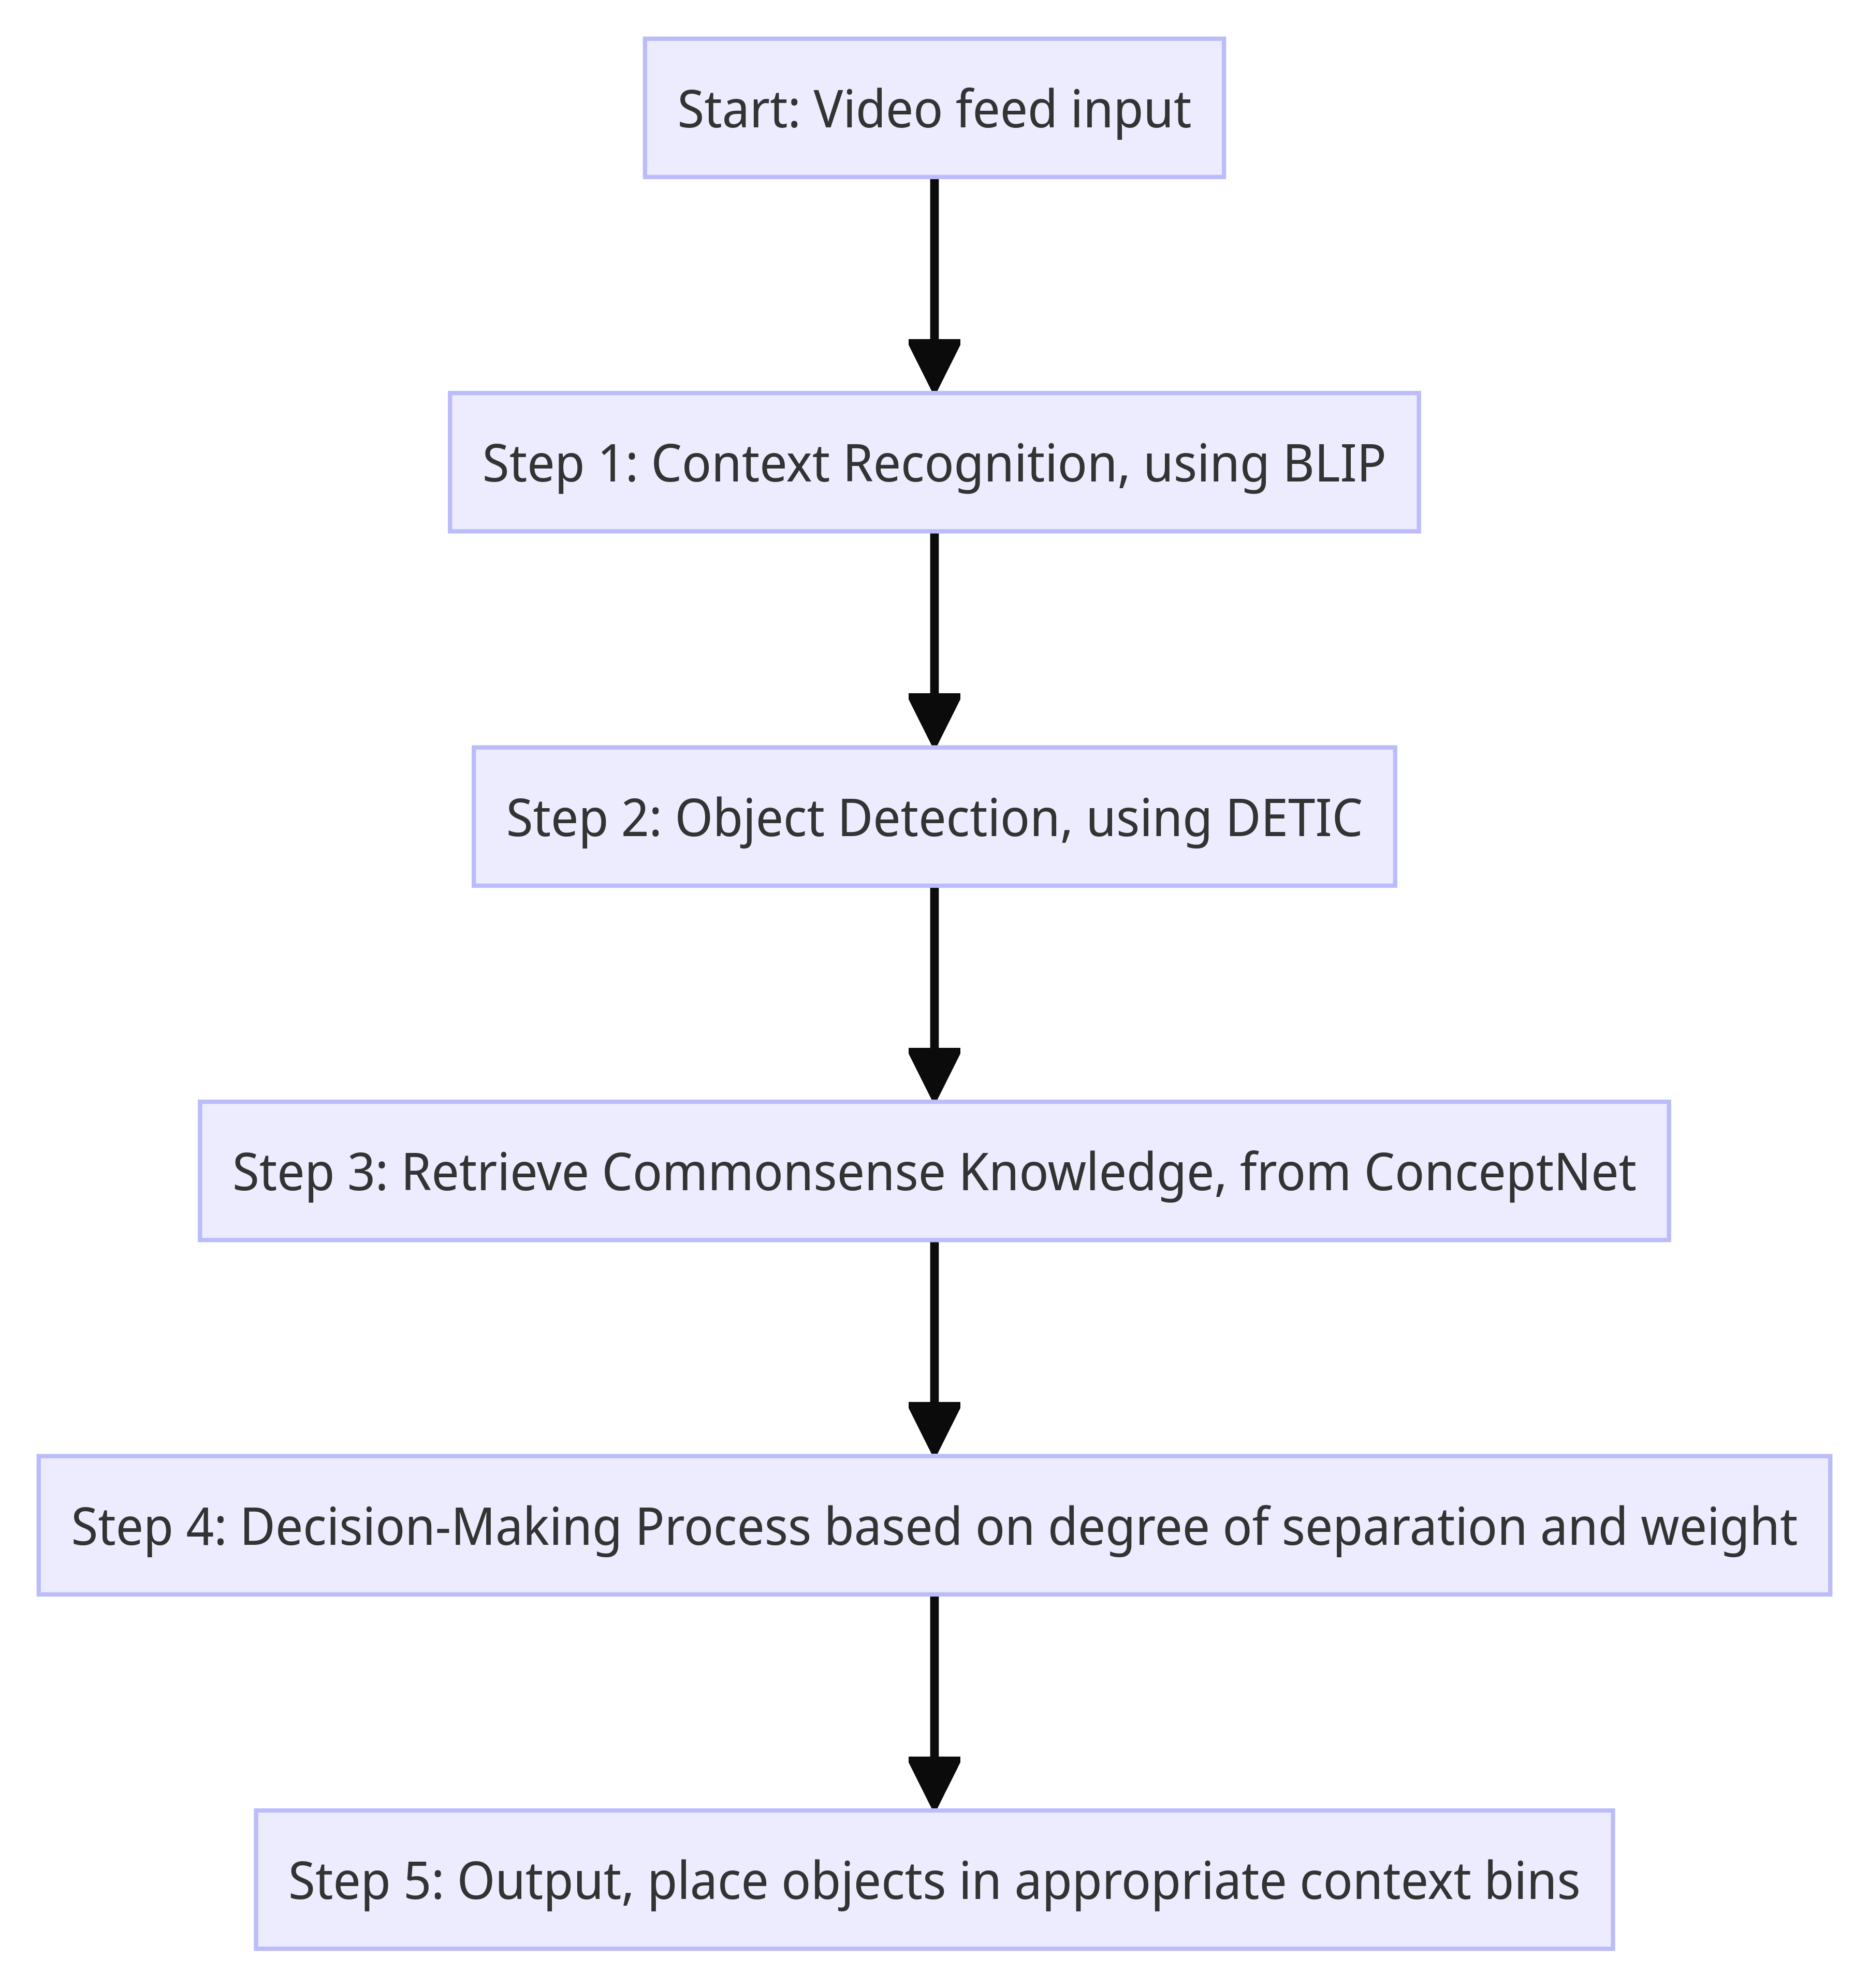 Start: Video feed input
Step 1: Context Recognition, using BLIP
Step 2: Object Detection, using DETIC
Step 3: Retrieve Commonsense Knowledge, from ConceptNet
Step 4: Decision-Making Process based on degree of separation and weight
Step 5: Output, place objects in appropriate context bins